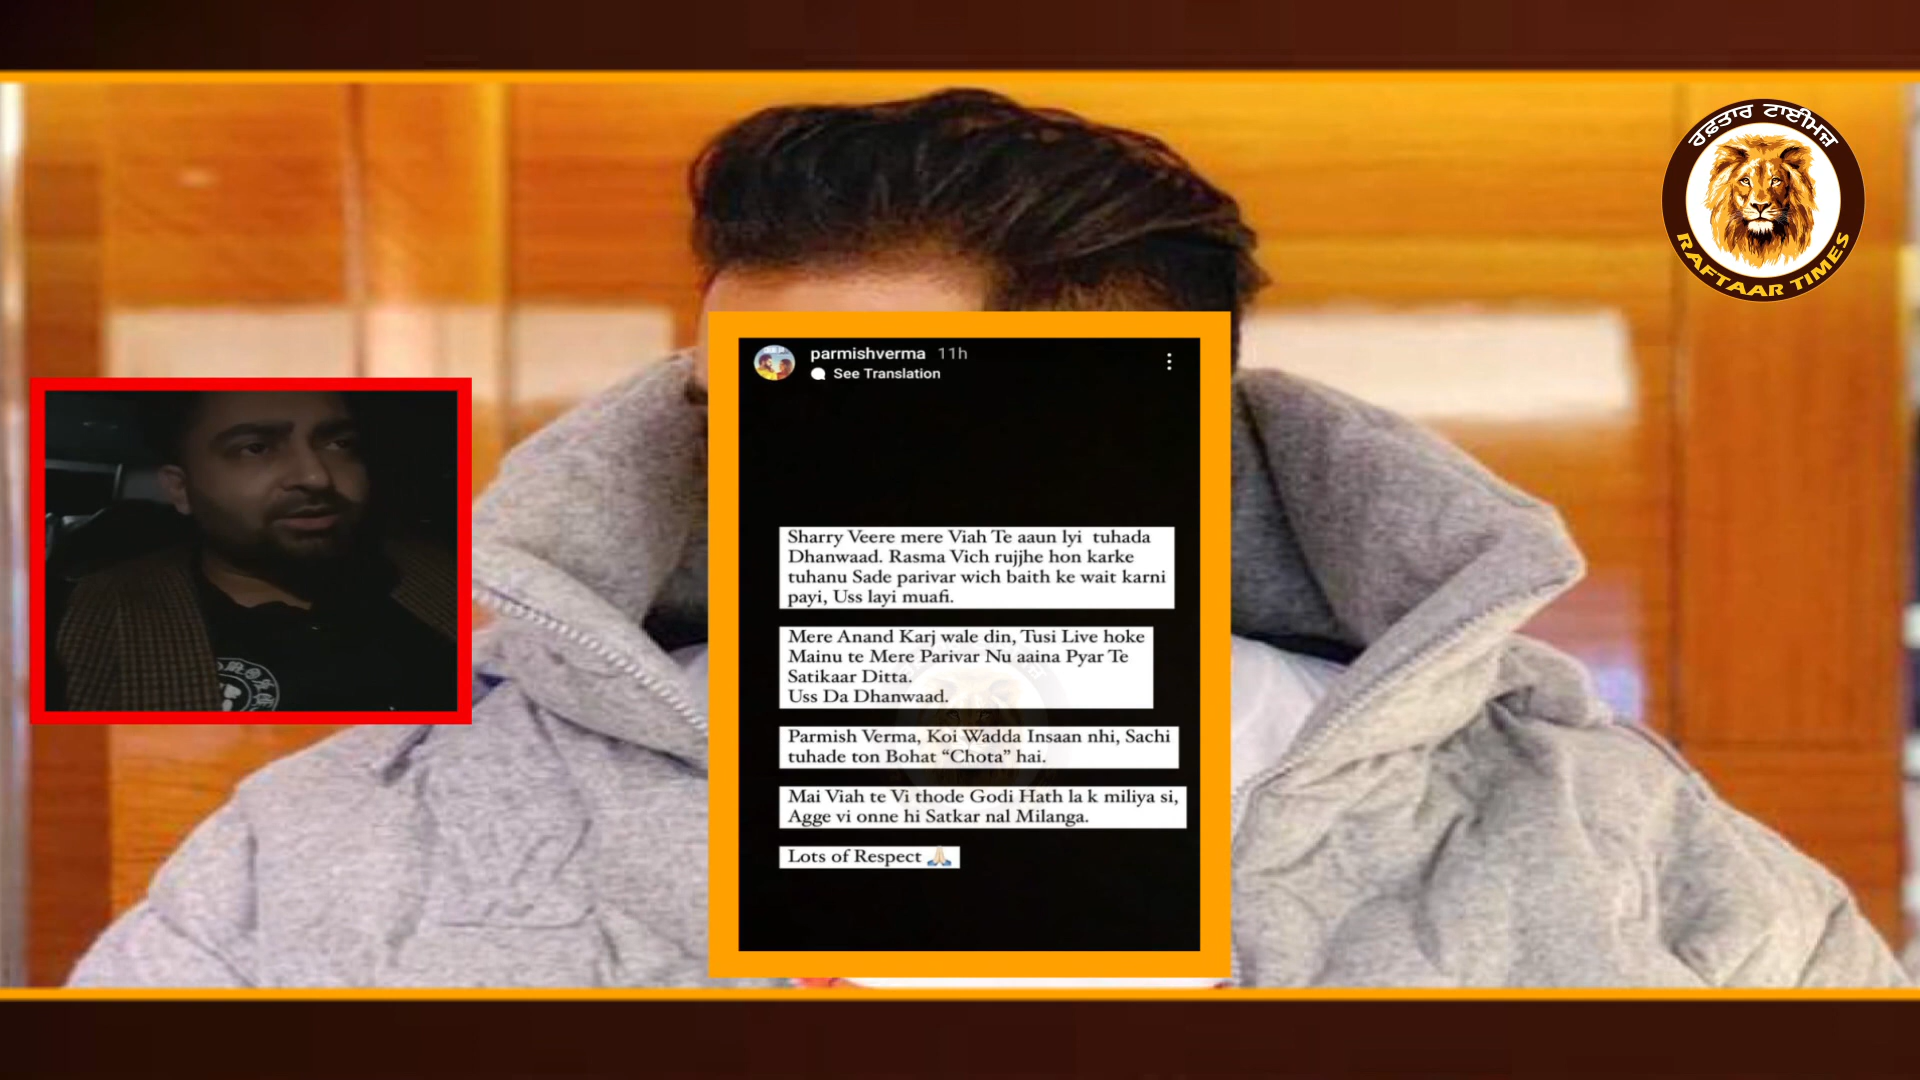 ਰਫ਼ਤਾਰ ਟਾਈਮਜ਼
RAFTAAR TIMES
parmishverma 11h
See Translation
Sharry Veere mere Viah Te aaun lyi tuhada
Dhanwaad. Rasma Vich rujjhe hon karke
tuhanu Sade parivar wich baith ke wait karni
payi, Uss layi muafi.
Mere Anand Karj wale din, Tusi Live hoke
Mainu te Mere Parivar Nu aaina Pyar Te
Satikaar Ditta.
Uss Da Dhanwaad.
Parmish Verma, Koi Wadda Insaan nhi, Sachi
tuhade ton Bohat “Chota” hai.
Mai Viah te Vi thode Godi Hath la k miliya si,
Agge vi onne hi Satkar nal Milanga.
Lots of Respect 🙏🏻